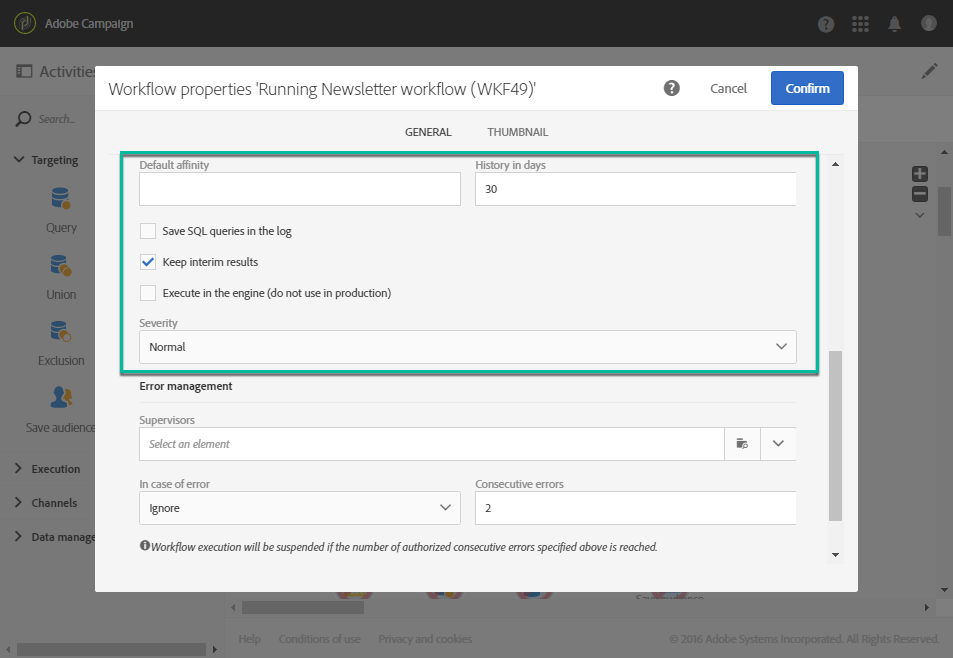 Adobe Campaign
Activities
Workflow properties 'Running Newsletter workflow (WKF49)'
Cancel
Confirm
Search...
GENERAL
THUMBNAIL
Targeting
Query
Union
Exclusion
Save audience
Execution
Channels
Data manage
Default affinity
History in days
30
Save SQL queries in the log
Keep interim results
Execute in the engine (do not use in production)
Severity
Normal
Error management
Supervisors
Select an element
In case of error
Consecutive errors
Ignore
2
Workflow execution will be suspended if the number of authorized consecutive errors specified above is reached.
Save audience
Help
Conditions of use
Privacy and cookies
© 2016 Adobe Systems Incorporated. All Rights Reserved.